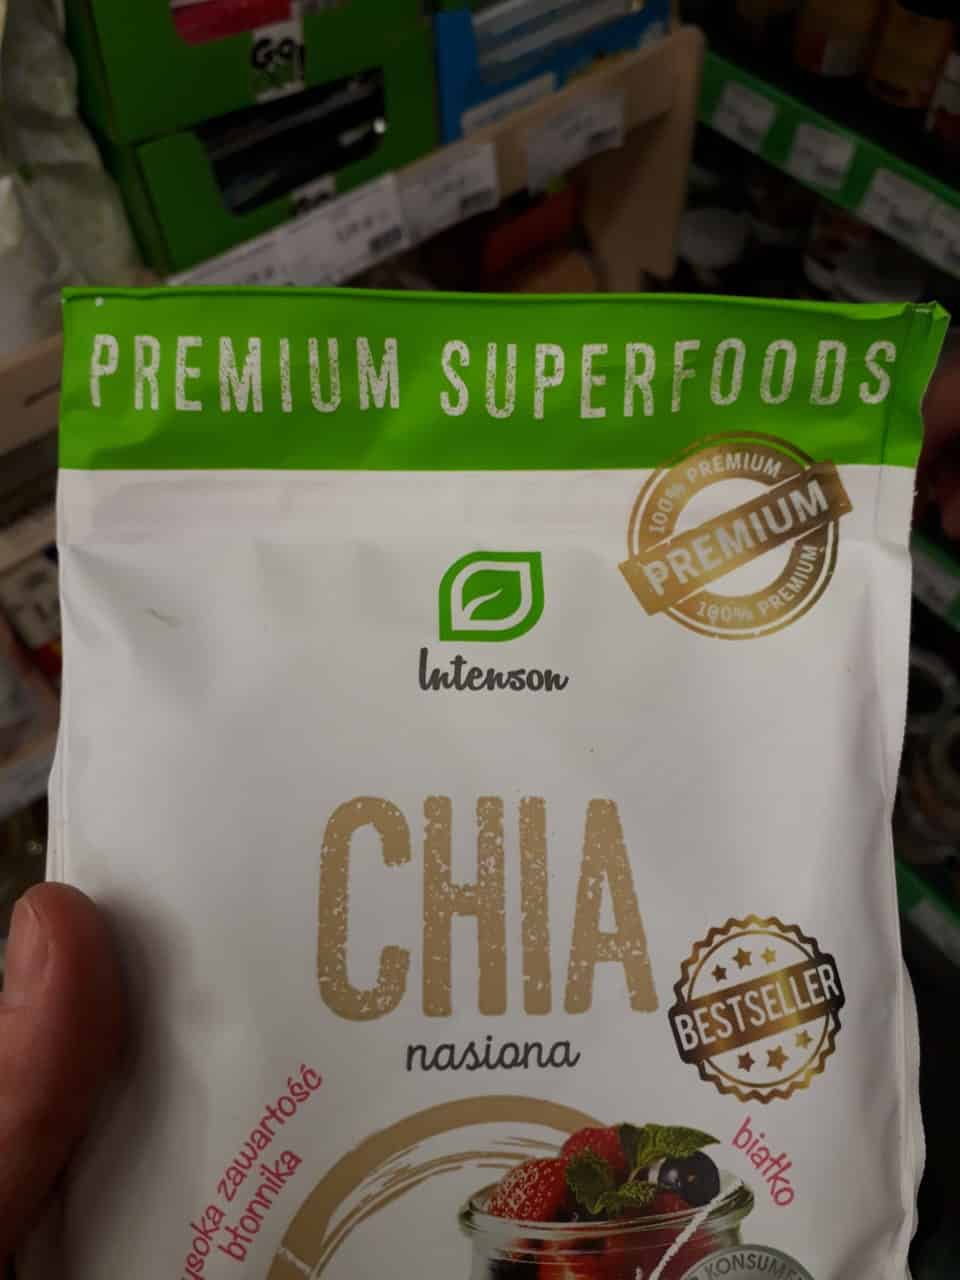 PREMIUM SUPERFOODS
100% PREMIUM
PREMIUM
100% PREMIUM
Intenson
CHIA
nasiona
BESTSELLER
zawartość
błonnika
białko